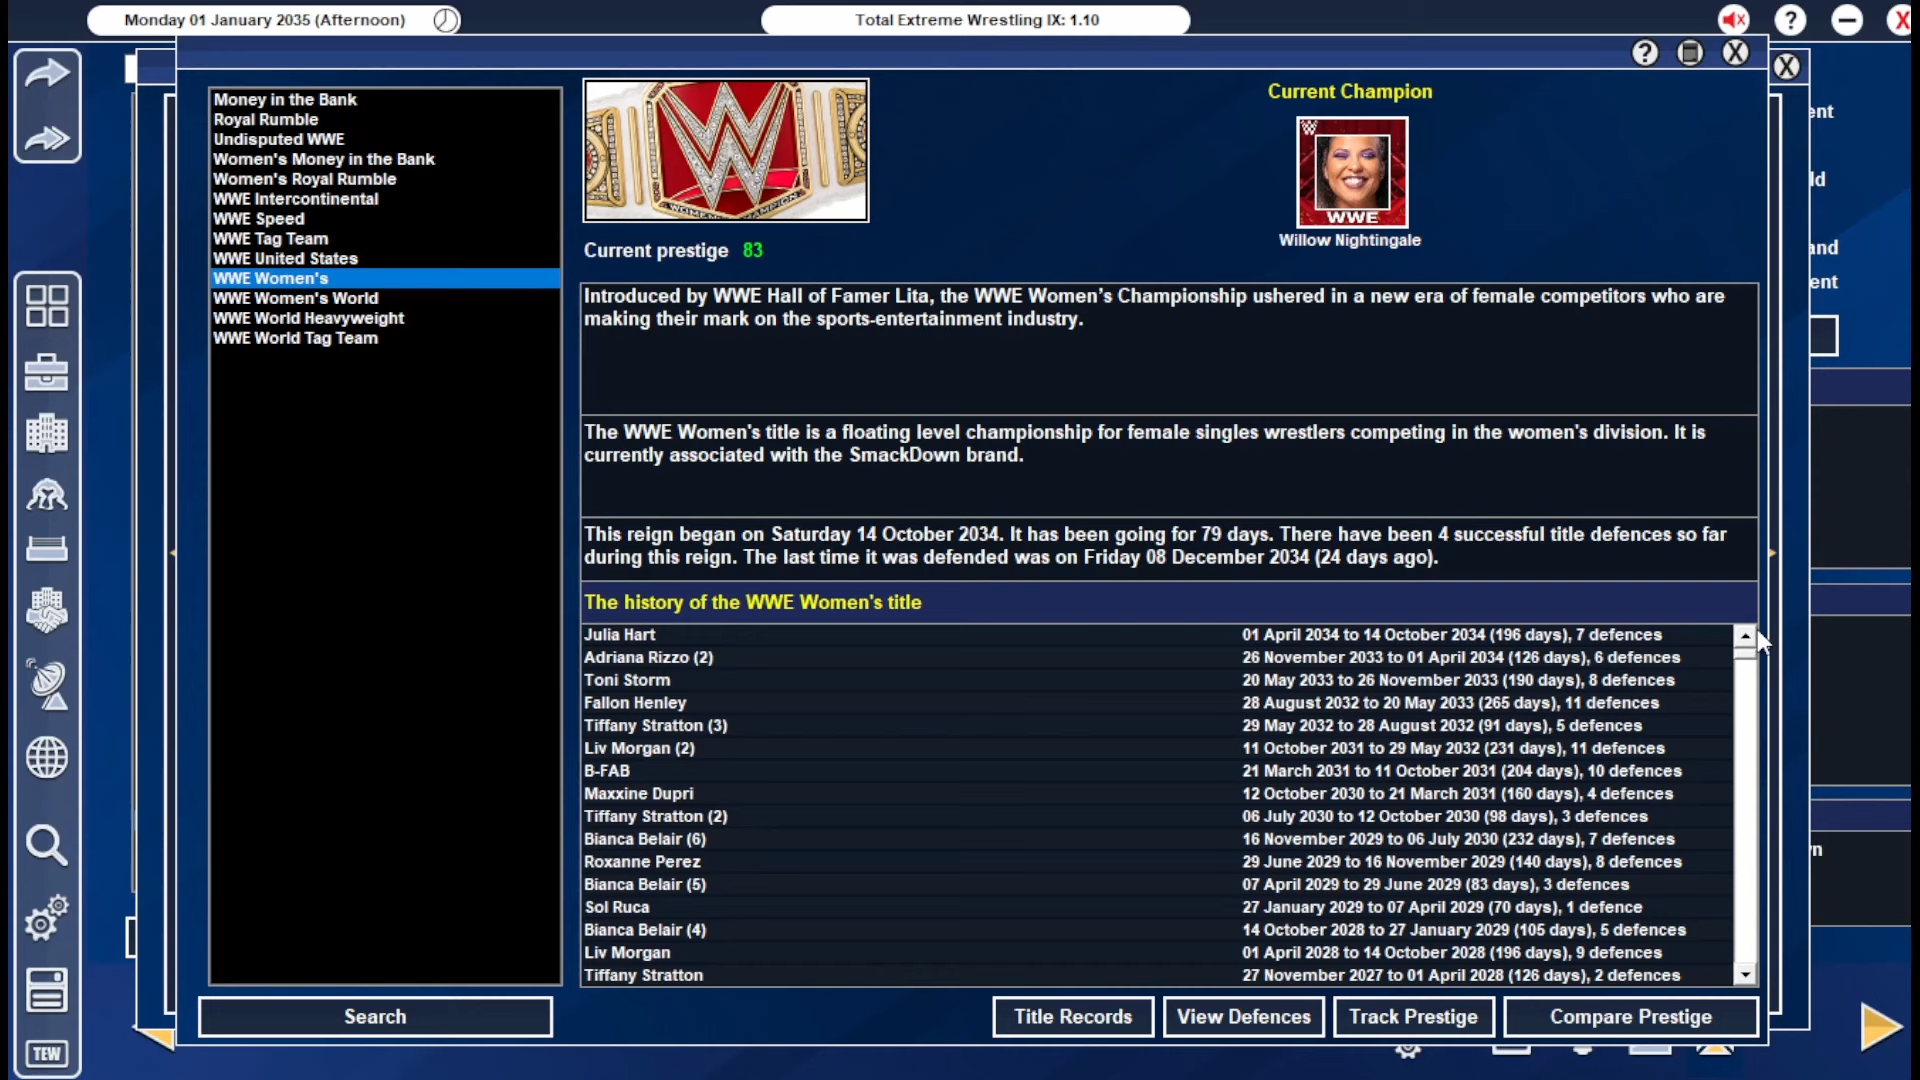 Monday 01 January 2035 (Afternoon)
Total Extreme Wrestling IX: 1.10
Money in the Bank
Royal Rumble
Undisputed WWE
Women's Money in the Bank
Women's Royal Rumble
WWE Intercontinental
WWE Speed
WWE Tag Team
WWE United States
WWE Women's
WWE Women's World
WWE World Heavyweight
WWE World Tag Team
WOMENS CHAMPION
Current prestige 83
Current Champion
WWE
Willow Nightingale
Introduced by WWE Hall of Famer Lita, the WWE Women's Championship ushered in a new era of female competitors who are
making their mark on the sports-entertainment industry.
The WWE Women's title is a floating level championship for female singles wrestlers competing in the women's division. It is
currently associated with the SmackDown brand.
This reign began on Saturday 14 October 2034. It has been going for 79 days. There have been 4 successful title defences so far
during this reign. The last time it was defended was on Friday 08 December 2034 (24 days ago).
The history of the WWE Women's title
Julia Hart 01 April 2034 to 14 October 2034 (196 days), 7 defences
Adriana Rizzo (2) 26 November 2033 to 01 April 2034 (126 days), 6 defences
Toni Storm 20 May 2033 to 26 November 2033 (190 days), 8 defences
Fallon Henley 28 August 2032 to 20 May 2033 (265 days), 11 defences
Tiffany Stratton (3) 29 May 2032 to 28 August 2032 (91 days), 5 defences
Liv Morgan (2) 11 October 2031 to 29 May 2032 (231 days), 11 defences
B-FAB 21 March 2031 to 11 October 2031 (204 days), 10 defences
Maxxine Dupri 12 October 2030 to 21 March 2031 (160 days), 4 defences
Tiffany Stratton (2) 06 July 2030 to 12 October 2030 (98 days), 3 defences
Bianca Belair (6) 16 November 2029 to 06 July 2030 (232 days), 7 defences
Roxanne Perez 29 June 2029 to 16 November 2029 (140 days), 8 defences
Bianca Belair (5) 07 April 2029 to 29 June 2029 (83 days), 3 defences
Sol Ruca 27 January 2029 to 07 April 2029 (70 days), 1 defence
Bianca Belair (4) 14 October 2028 to 27 January 2029 (105 days), 5 defences
Liv Morgan 01 April 2028 to 14 October 2028 (196 days), 9 defences
Tiffany Stratton 27 November 2027 to 01 April 2028 (126 days), 2 defences
Search
Title Records
View Defences
Track Prestige
Compare Prestige
TEW